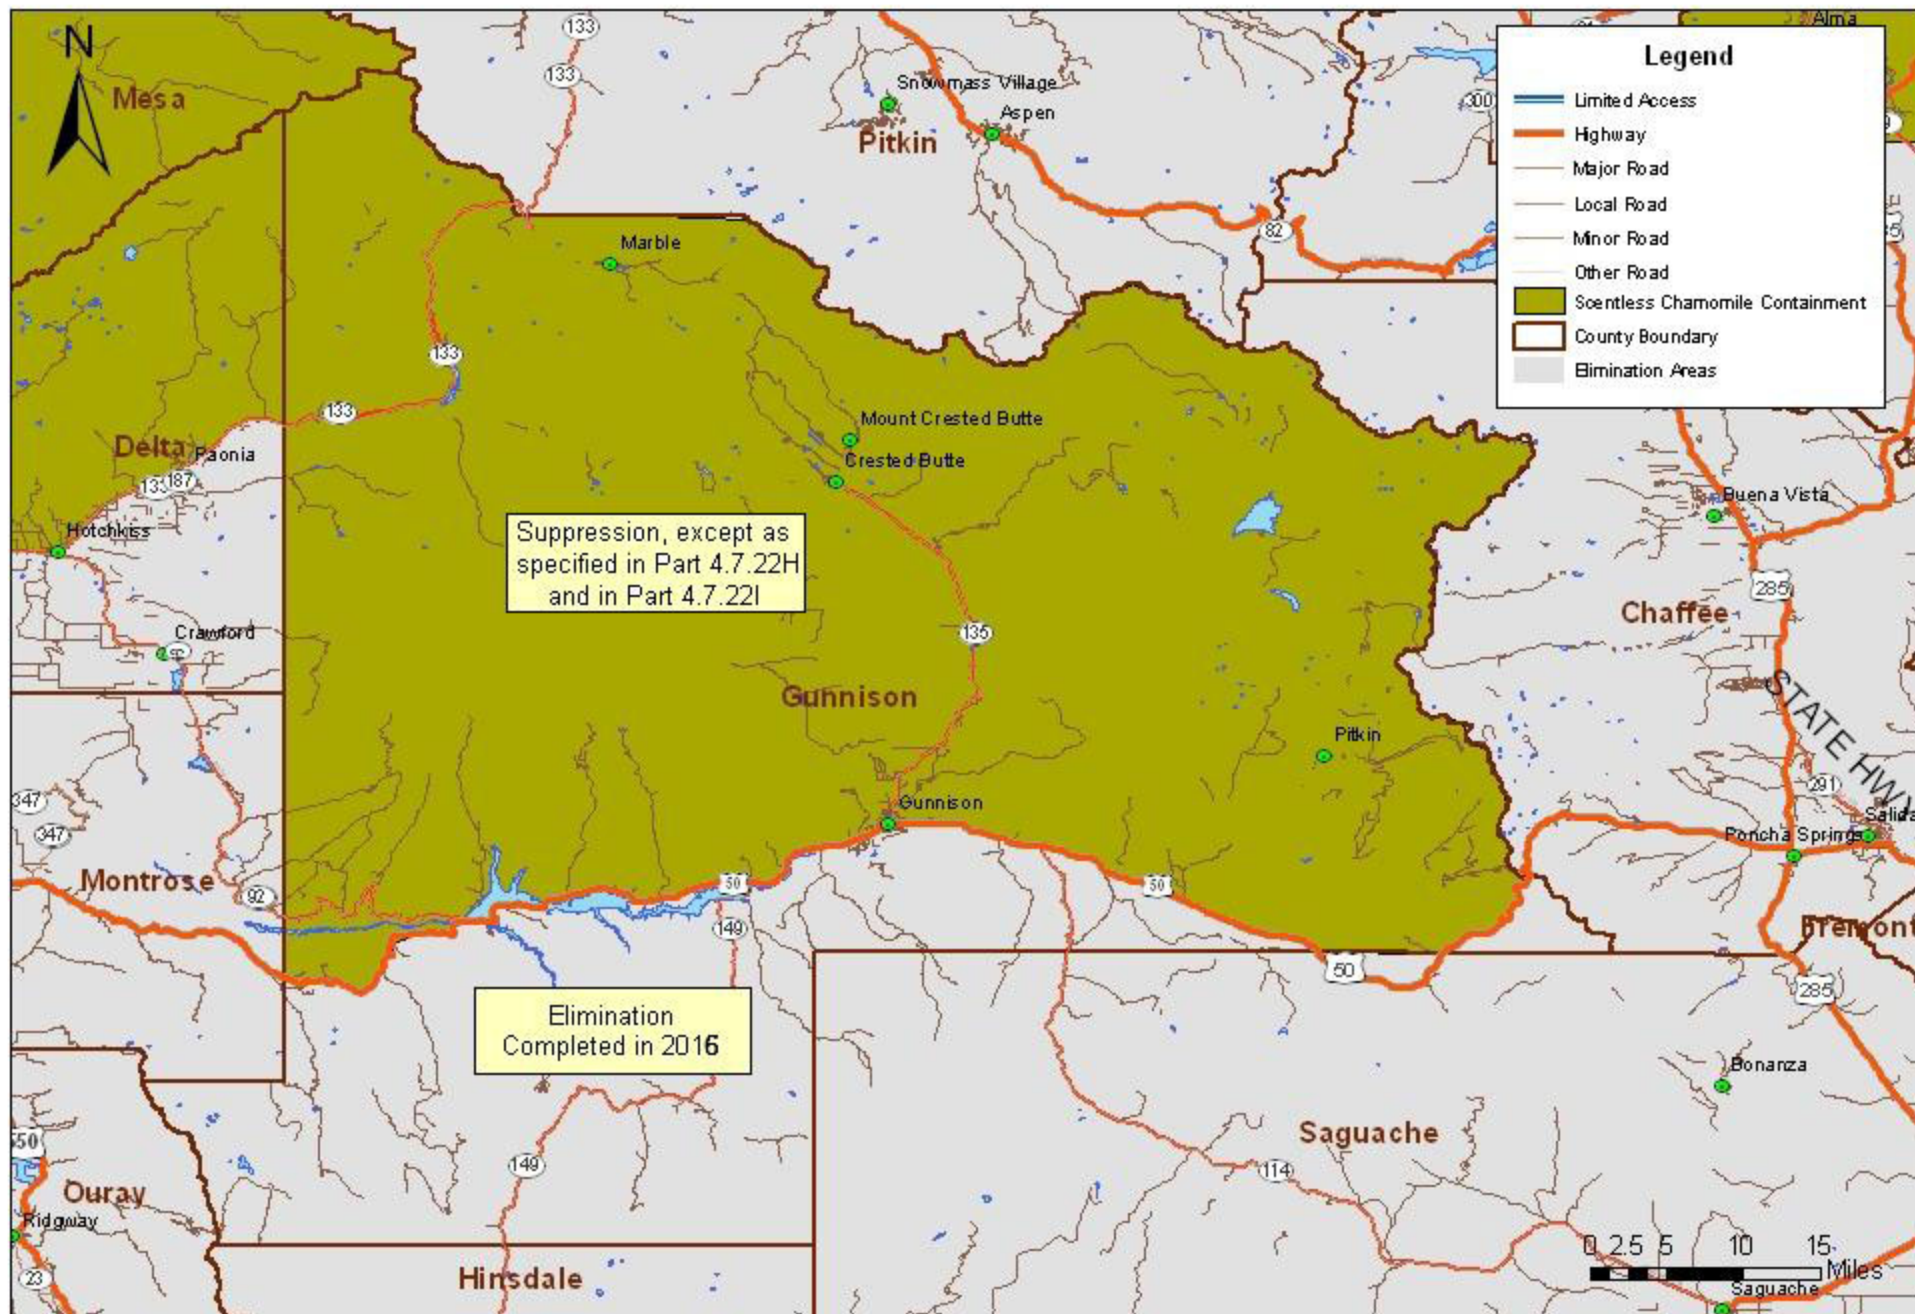 N
133
133
Alma
Mesa
Snowmass Village
Aspen
Pitkin
300
Legend
Limited Access
Highway
Major Road
Local Road
Minor Road
Other Road
Scentless Chamomile Containment
County Boundary
Elimination Areas
82
Marble
133
133
Mount Crested Butte
Crested Butte
Delta
Paonia
133
187
Hotchkiss
Buena Vista
Suppression, except as
specified in Part 4.7.22H
and in Part 4.7.22I
285
Chaffee
135
Crawford
92
Gunnison
STATE HWY
Pitkin
291
347
347
Gunnison
Salida
Poncha Springs
Montrose
92
50
50
149
Fremont
50
285
Elimination
Completed in 2016
Bonanza
550
Saguache
149
114
Ouray
Ridgway
23
Hinsdale
0 2.5 5 10 15
Miles
Saguache